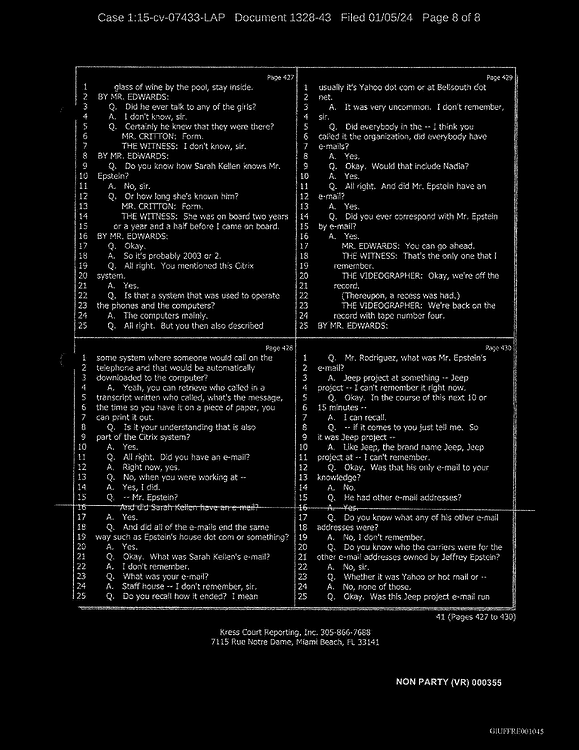 Case 1:15-cv-07433-LAP Document 1328-43 Filed 01/05/24 Page 8 of 8
Page 427
1 glass of wine by the pool, stay inside.
2 BY MR. EDWARDS:
3 Q. Did he ever talk to any of the girls?
4 A. I don't know, sir.
5 Q. Certainly he knew that they were there?
6 MR. CRITTON: Form.
7 THE WITNESS: I don't know, sir.
8 BY MR. EDWARDS:
9 Q. Do you know how Sarah Kellen knows Mr.
10 Epstein?
11 A. No, sir.
12 Q. Or how long she's known him?
13 MR. CRITTON: Form.
14 THE WITNESS: She was on board two years
15 or a year and a half before I came on board.
16 BY MR. EDWARDS:
17 Q. Okay.
18 A. So it's probably 2003 or 2.
19 Q. All right. You mentioned this Citrix
20 system.
21 A. Yes.
22 Q. Is that a system that was used to operate
23 the phones and the computers?
24 A. The computers mainly.
25 Q. All right. But you then also described
Page 428
1 some system where someone would call on the
2 telephone and that would be automatically
3 downloaded to the computer?
4 A. Yeah, you can retrieve who called in a
5 transcript written who called, what's the message,
6 the time so you have it on a piece of paper, you
7 can print it out.
8 Q. Is it your understanding that is also
9 part of the Citrix system?
10 A. Yes.
11 Q. All right. Did you have an e-mail?
12 A. Right now, yes.
13 Q. No, when you were working at --
14 A. Yes, I did.
15 Q. -- Mr. Epstein?
16 And did Sarah Kellen have an e-mail?
17 A. Yes.
18 Q. And did all of the e-mails end the same
19 way such as Epstein's house dot com or something?
20 A. Yes.
21 Q. Okay. What was Sarah Kellen's e-mail?
22 A. I don't remember.
23 Q. What was your e-mail?
24 A. Staff house -- I don't remember, sir.
25 Q. Do you recall how it ended? I mean
Page 429
1 usually it's Yahoo dot com or at Bellsouth dot
2 net.
3 A. It was very uncommon. I don't remember,
4 sir.
5 Q. Did everybody in the -- I think you
6 called it the organization, did everybody have
7 e-mails?
8 A. Yes.
9 Q. Okay. Would that include Nadia?
10 A. Yes.
11 Q. All right. And did Mr. Epstein have an
12 e-mail?
13 A. Yes.
14 Q. Did you ever correspond with Mr. Epstein
15 by e-mail?
16 A. Yes.
17 MR. EDWARDS: You can go ahead.
18 THE WITNESS: That's the only one that I
19 remember.
20 THE VIDEOGRAPHER: Okay, we're off the
21 record.
22 (Thereupon, a recess was had.)
23 THE VIDEOGRAPHER: We're back on the
24 record with tape number four.
25 BY MR. EDWARDS:
Page 430
1 Q. Mr. Rodriguez, what was Mr. Epstein's
2 e-mail?
3 A. Jeep project at something -- Jeep
4 project -- I can't remember it right now.
5 Q. Okay. In the course of this next 10 or
6 15 minutes --
7 A. I can recall.
8 Q. -- if it comes to you just tell me. So
9 it was Jeep project --
10 A. Like Jeep, the brand name Jeep, Jeep
11 project at -- I can't remember.
12 Q. Okay. Was that his only e-mail to your
13 knowledge?
14 A. No.
15 Q. He had other e-mail addresses?
16 A. Yes.
17 Q. Do you know what any of his other e-mail
18 addresses were?
19 A. No, I don't remember.
20 Q. Do you know who the carriers were for the
21 other e-mail addresses owned by Jeffrey Epstein?
22 A. No, sir.
23 Q. Whether it was Yahoo or hot mail or --
24 A. No, none of those.
25 Q. Okay. Was this Jeep project e-mail run
41 (Pages 427 to 430)
Kress Court Reporting, Inc. 305-866-7688
7115 Rue Notre Dame, Miami Beach, FL 33141
NON PARTY (VR) 000355
GIUFFRE001045